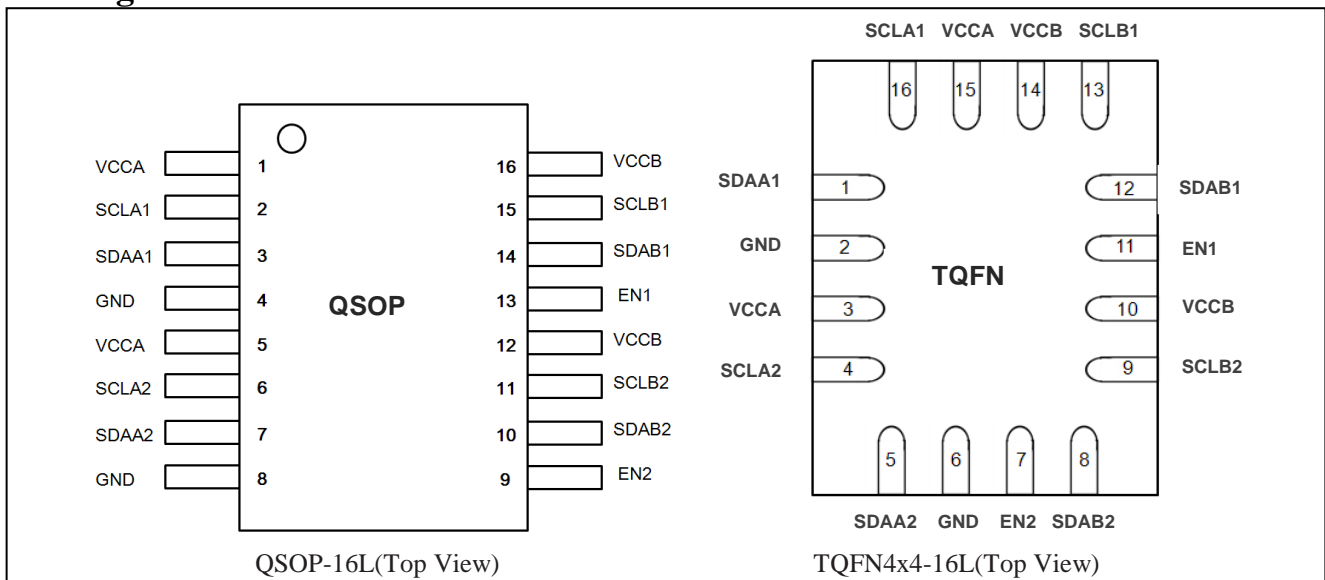 VCCA 1 16 VCCB
SCLA1 2 15 SCLB1
SDAA1 3 14 SDAB1
GND 4 13 EN1
QSOP
VCCA 5 12 VCCB
SCLA2 6 11 SCLB2
SDAA2 7 10 SDAB2
GND 8 9 EN2
QSOP-16L(Top View)
SCLA1 VCCA VCCB SCLB1
16 15 14 13
SDAA1 1 12 SDAB1
GND 2 11 EN1
TQFN
VCCA 3 10 VCCB
SCLA2 4 9 SCLB2
5 6 7 8
SDAA2 GND EN2 SDAB2
TQFN4x4-16L(Top View)